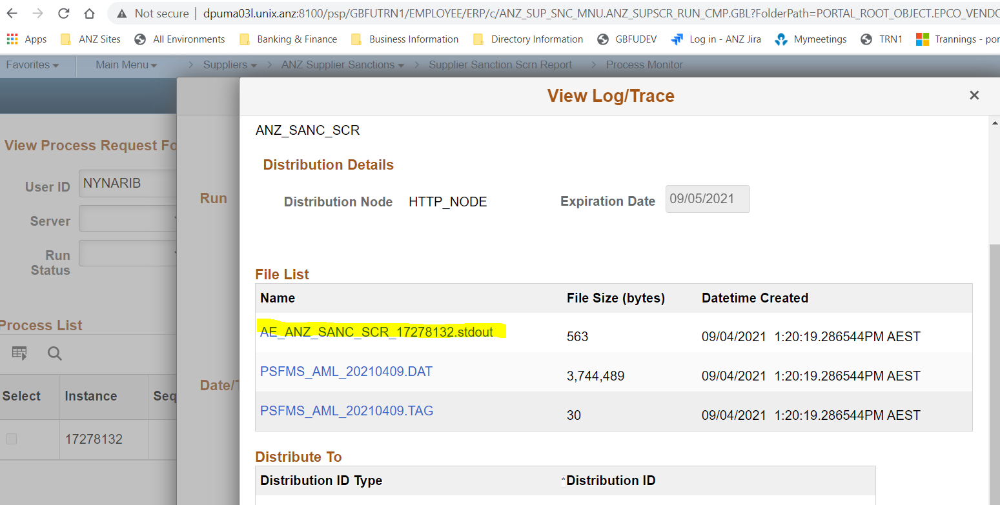 Not secure | dpuma03l.unix.anz:8100/psp/GBFUTRN1/EMPLOYEE/ERP/c/ANZ_SUP_SNC_MNU.ANZ_SUPSCR_RUN_CMP.GBL?FolderPath=PORTAL_ROOT_OBJECT.EPCO_VENDO
Apps ANZ Sites All Environments Banking & Finance Business Information Directory Information GBFUDEV Log in - ANZ Jira Mymeetings TRN1 Trannings - por
Favorites Main Menu > Suppliers > ANZ Supplier Sanctions > Supplier Sanction Scrn Report > Process Monitor
View Log/Trace ×
ANZ_SANC_SCR
View Process Request Fo
Distribution Details
User ID NYNARIB
Run
Distribution Node HTTP_NODE Expiration Date 09/05/2021
Server
Run
Status
File List
Name File Size (bytes) Datetime Created
Process List
AE_ANZ_SANC_SCR_17278132.stdout 563 09/04/2021 1:20:19.286544PM AEST
PSFMS_AML_20210409.DAT 3,744,489 09/04/2021 1:20:19.286544PM AEST
Date/T
Select Instance Seq
PSFMS_AML_20210409.TAG 30 09/04/2021 1:20:19.286544PM AEST
17278132
Distribute To
Distribution ID Type *Distribution ID